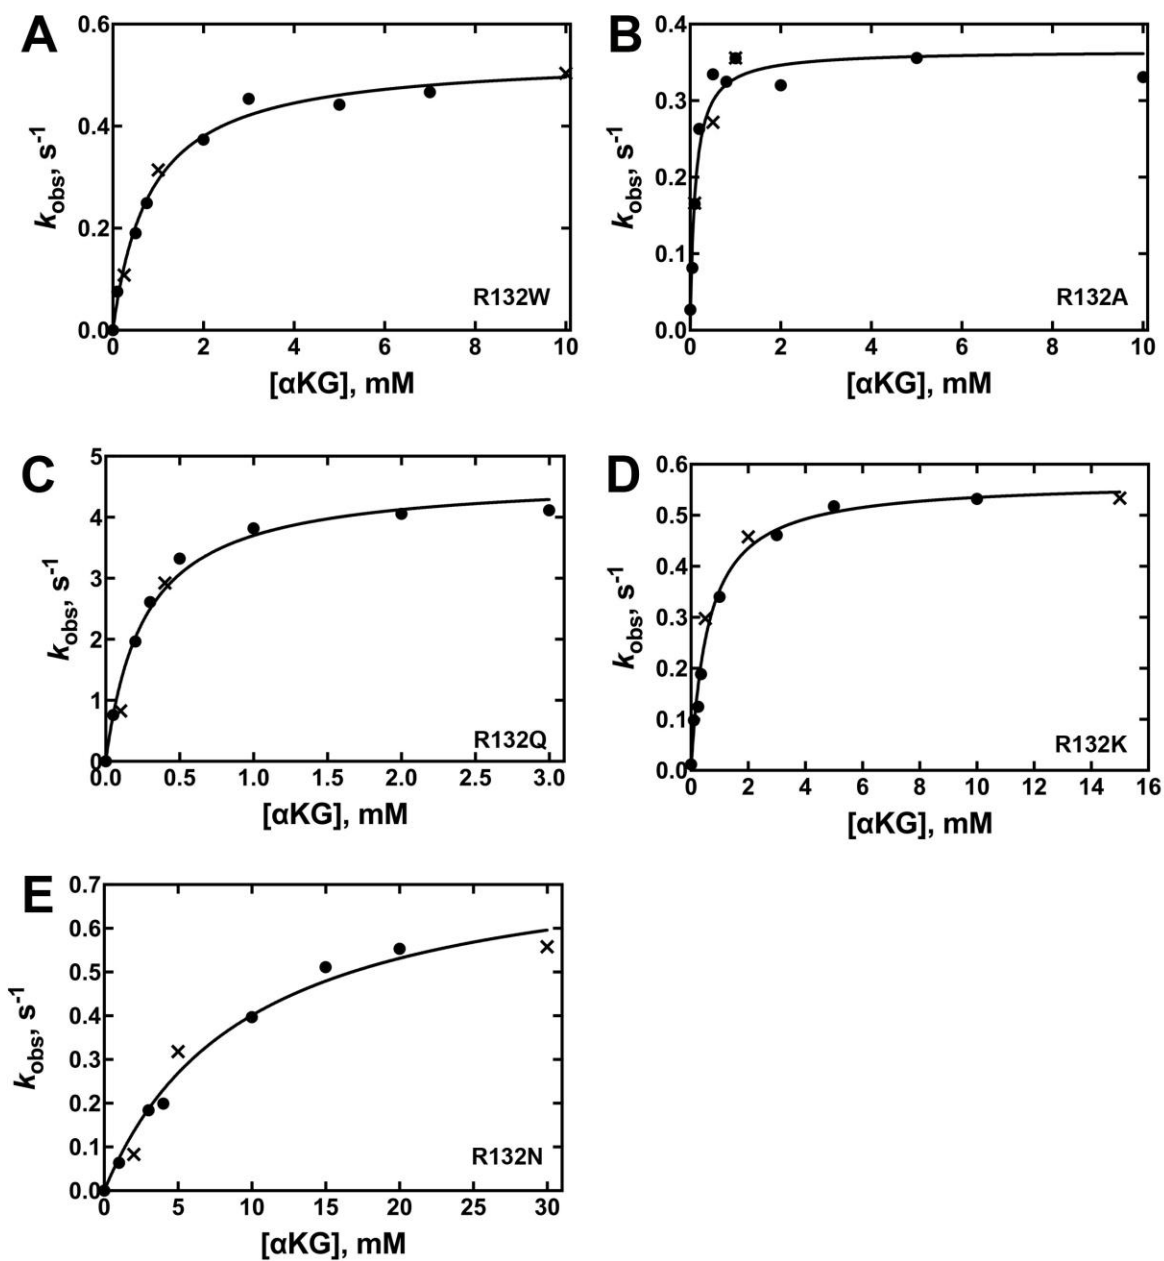 A
0.6
0.4
0.2
0.0
kobs, s-1
R132W
0 2 4 6 8 10
[αKG], mM
B
0.4
0.3
0.2
0.1
0.0
kobs, s-1
R132A
0 2 4 6 8 10
[αKG], mM
C
5
4
3
2
1
0
kobs, s-1
R132Q
0.0 0.5 1.0 1.5 2.0 2.5 3.0
[αKG], mM
D
0.6
0.5
0.4
0.3
0.2
0.1
0.0
kobs, s-1
R132K
0 2 4 6 8 10 12 14 16
[αKG], mM
E
0.7
0.6
0.5
0.4
0.3
0.2
0.1
0.0
kobs, s-1
R132N
0 5 10 15 20 25 30
[αKG], mM